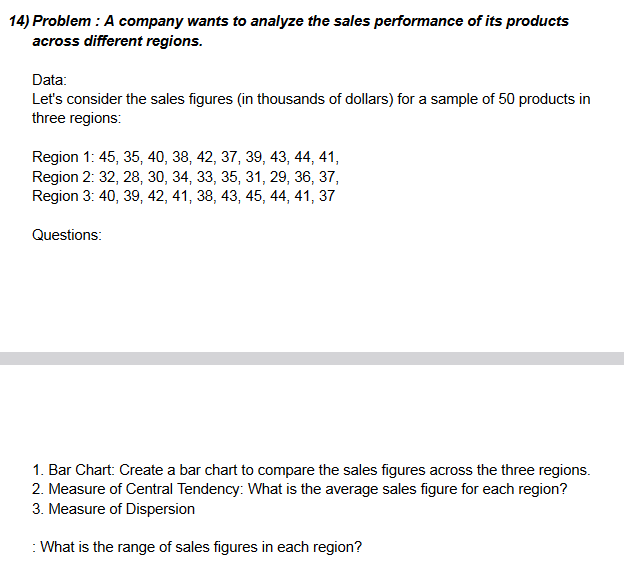 14) Problem : A company wants to analyze the sales performance of its products
across different regions.
Data:
Let's consider the sales figures (in thousands of dollars) for a sample of 50 products in
three regions:
Region 1: 45, 35, 40, 38, 42, 37, 39, 43, 44, 41,
Region 2: 32, 28, 30, 34, 33, 35, 31, 29, 36, 37,
Region 3: 40, 39, 42, 41, 38, 43, 45, 44, 41, 37
Questions:
1. Bar Chart: Create a bar chart to compare the sales figures across the three regions.
2. Measure of Central Tendency: What is the average sales figure for each region?
3. Measure of Dispersion
: What is the range of sales figures in each region?